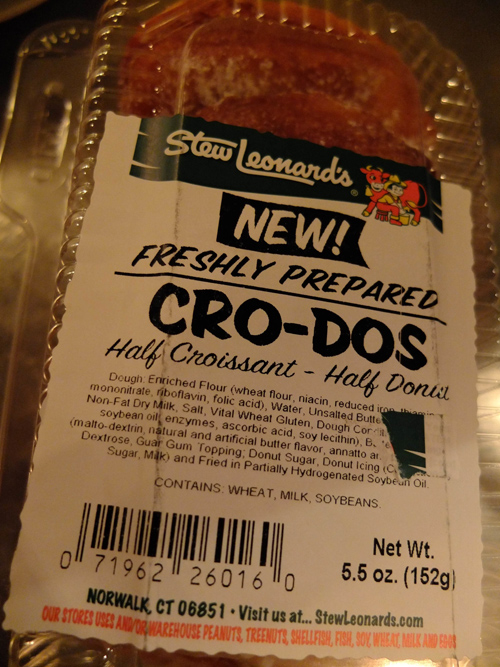 Stew Leonard's
NEW!
FRESHLY PREPARED
CRO-DOS
Half Croissant - Half Donut
Dough: Enriched Flour (wheat flour, niacin, reduced iron,
mononitrate, riboflavin, folic acid), Water, Unsalted
Non-Fat Dry Milk, Salt, Vital Wheat Gluten, Dough
soybean oil, enzymes, ascorbic acid, soy lecithin),
(malto-dextrin, natural and artificial butter flavor, annatto
Dextrose, Guar Gum Topping; Donut Sugar, Donut Icing
Sugar, Milk) and Fried in Partially Hydrogenated Soybean Oil.
CONTAINS: WHEAT, MILK, SOYBEANS.
0 71962 26016 0
Net Wt.
5.5 oz. (152g)
NORWALK, CT 06851 • Visit us at... StewLeonards.com
OUR STORES USES AND/OR WAREHOUSE PEANUTS, TREENUTS, SHELLFISH, FISH, SOY, WHEAT, MILK AND EGGS